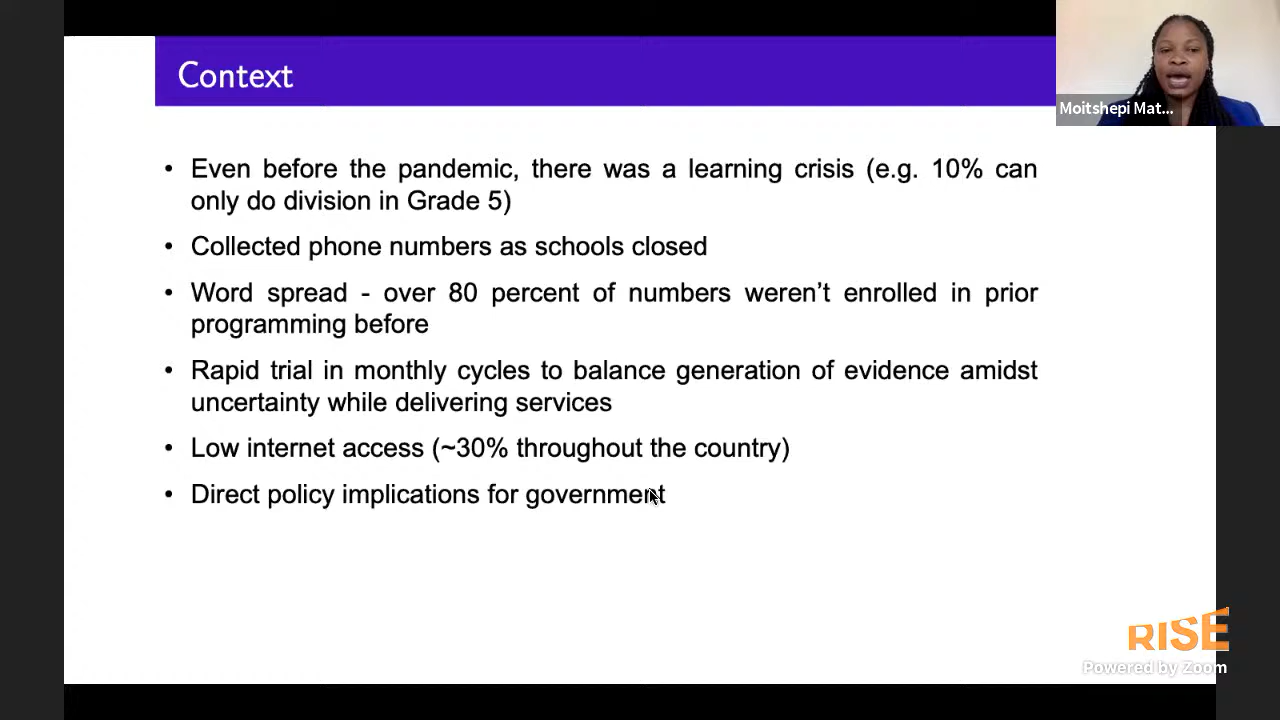 Context
Moitshepi Mat...
• Even before the pandemic, there was a learning crisis (e.g. 10% can
only do division in Grade 5)
• Collected phone numbers as schools closed
• Word spread - over 80 percent of numbers weren’t enrolled in prior
programming before
• Rapid trial in monthly cycles to balance generation of evidence amidst
uncertainty while delivering services
• Low internet access (~30% throughout the country)
• Direct policy implications for government
RISE
Powered by Zoom